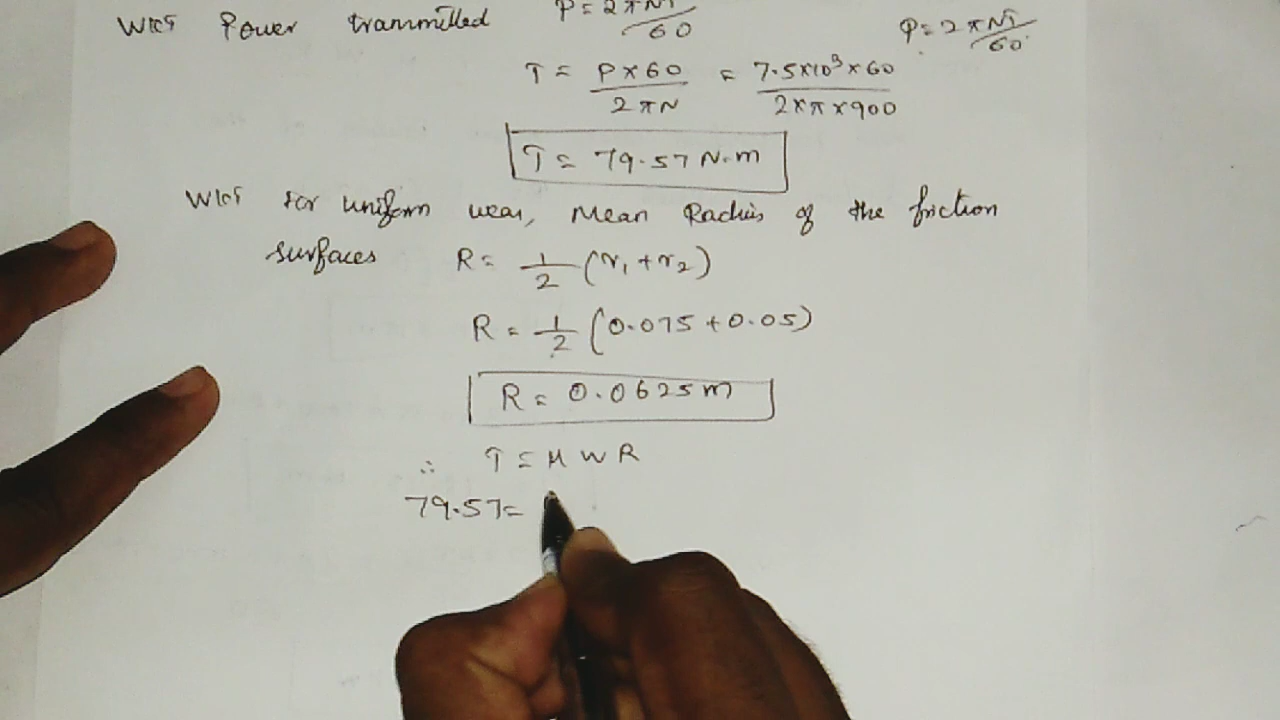 WKT Power transmitted P = 2πNT/60 P = 2πNT/60
T = P×60/2πN = 7.5×10³×60/2×π×900
T = 79.57 N.m
WKT For uniform wear, Mean Radius of the friction
surfaces R = 1/2 (r₁ + r₂)
R = 1/2 (0.075 + 0.05)
R = 0.0625 m
∴ T = μ W R
79.57 =